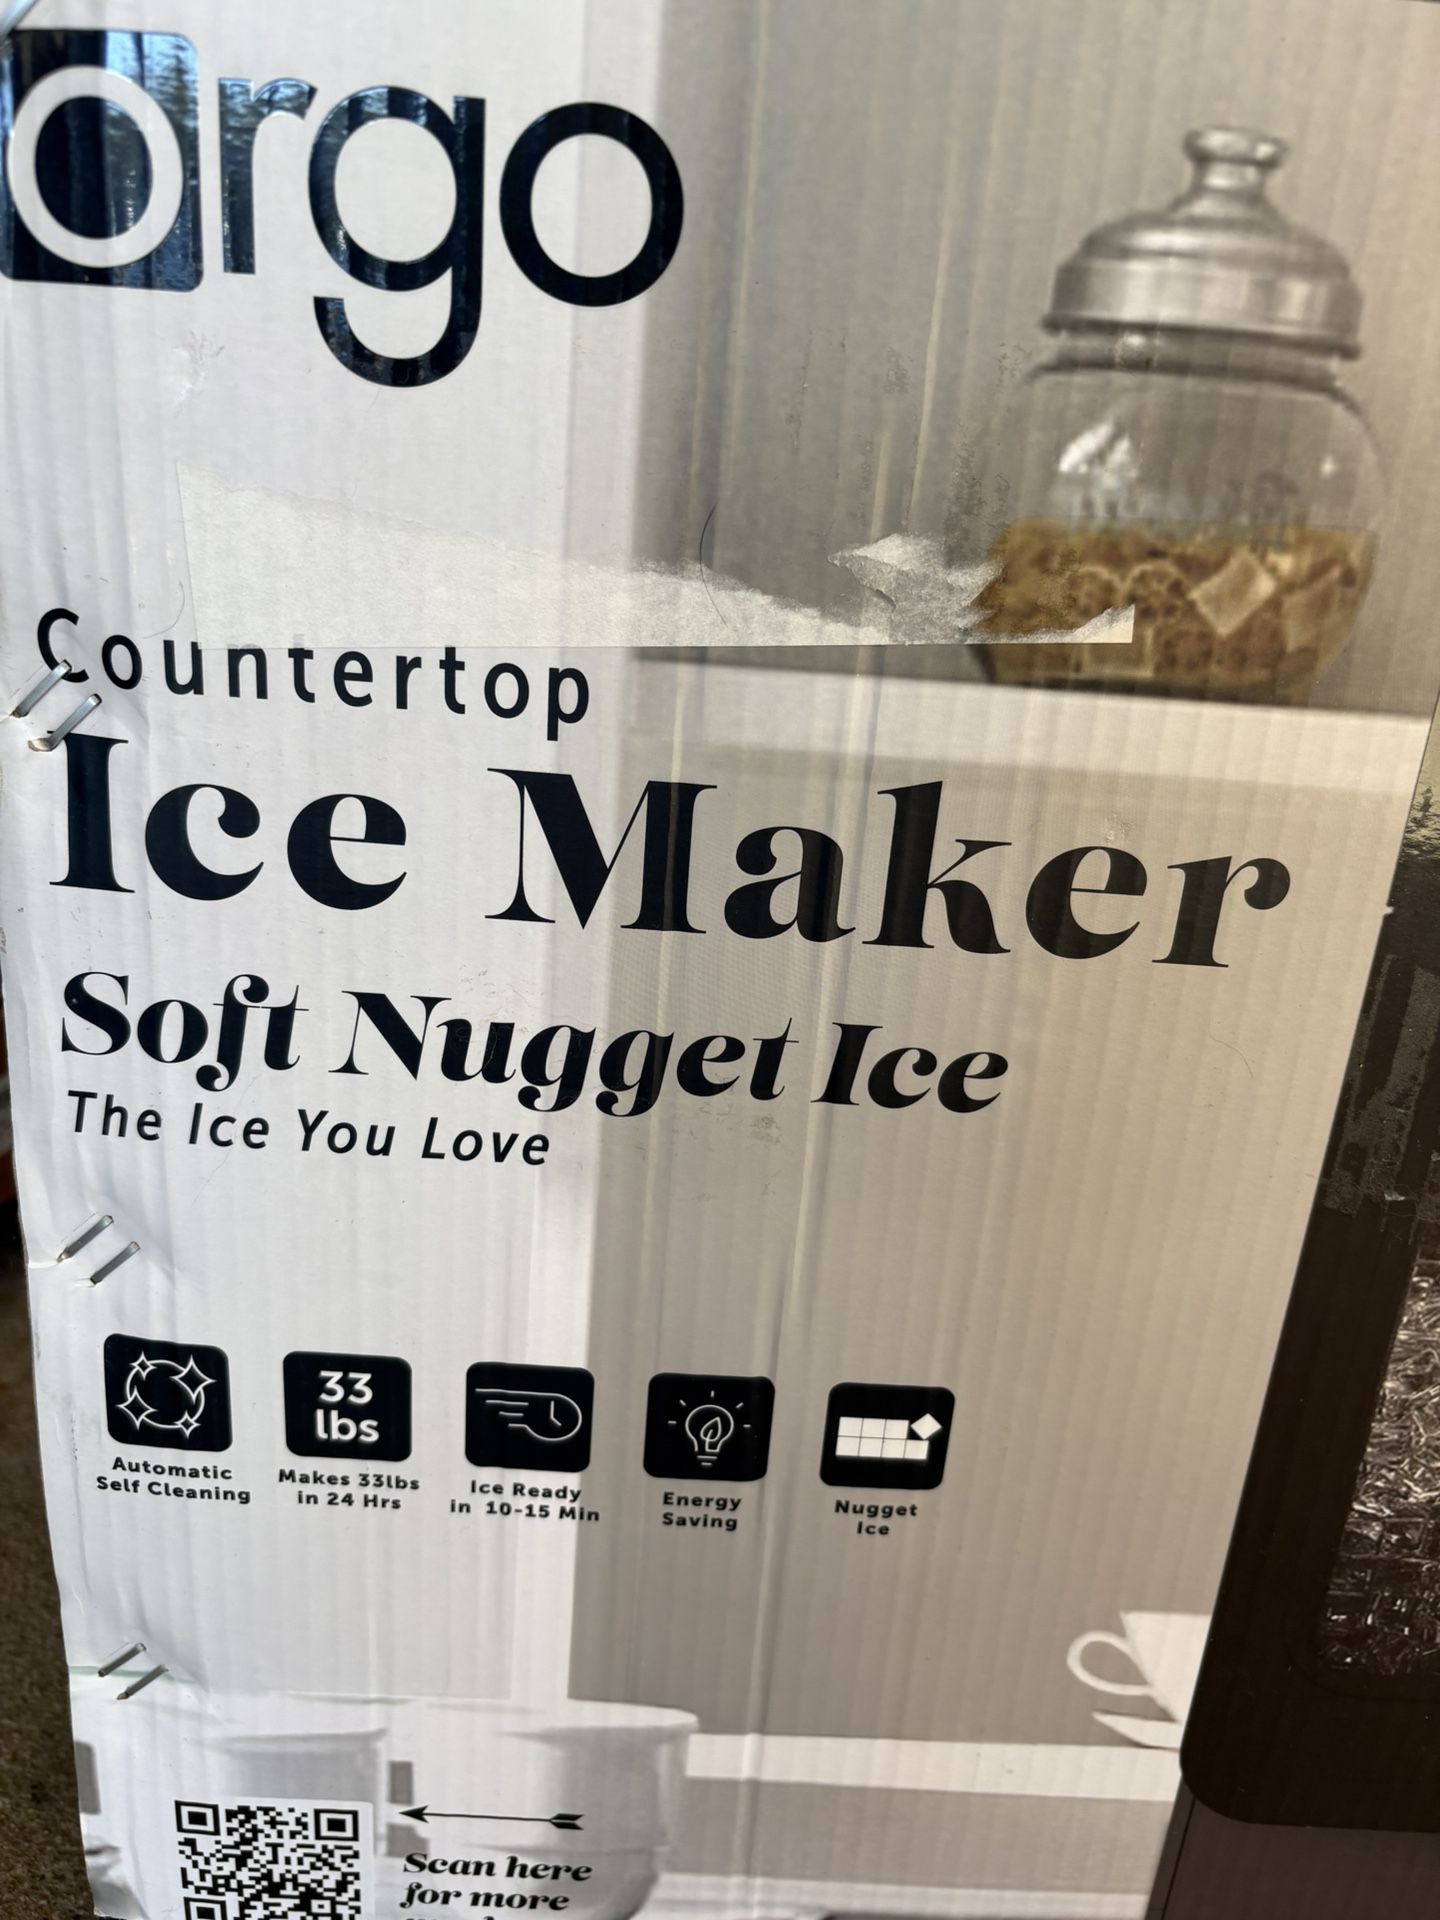 orgo
Countertop
Ice Maker
Soft Nugget Ice
The Ice You Love
33
lbs
Automatic
Self Cleaning
Makes 33lbs
in 24 Hrs
Ice Ready
in 10-15 Min
Energy
Saving
Nugget
Ice
Scan here
for more